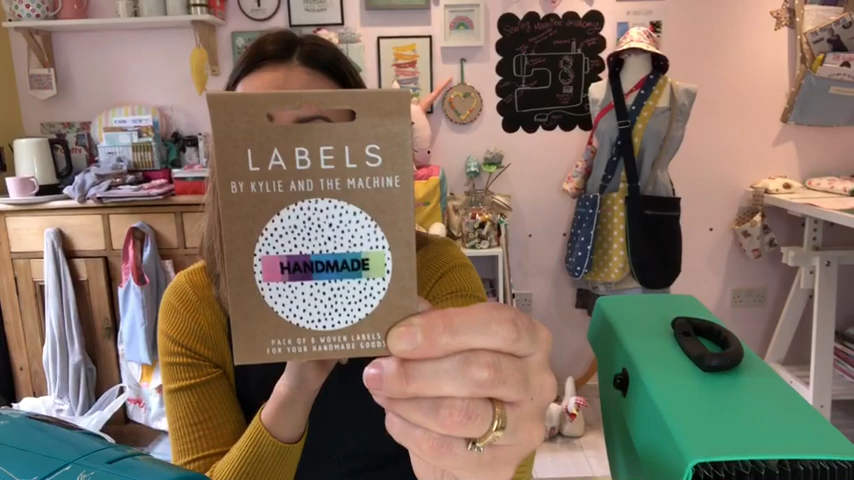 LABELS
BY KYLIE AND THE MACHINE
HANDMADE
PACK OF 8 WOVEN LABELS
FOR YOUR HANDMADE GOODS